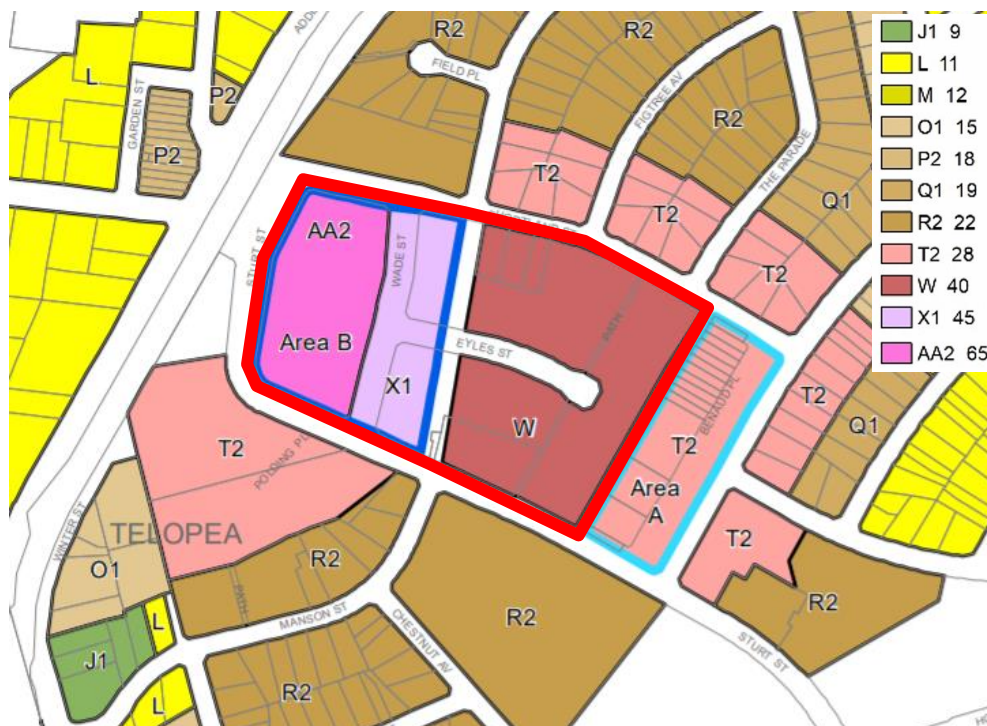 R2
R2
J1 9
L 11
M 12
O1 15
P2 18
Q1 19
R2 22
T2 28
W 40
X1 45
AA2 65
L
GARDEN ST
P2
FIELD PL
FIGTREE AV
R2
P2
THE PARADE
T2
T2
Q1
T2
AA2
STURT ST
WADE ST
PATH
Area B
EYLES ST
X1
BENAUD PL
T2
T2
Q1
W
T2
POLDING PL
Area
A
WINTER ST
TELOPEA
T2
O1
R2
R2
PATH
MANSON ST
R2
L
CHESTNUT AV
J1
STURT ST
R2
L